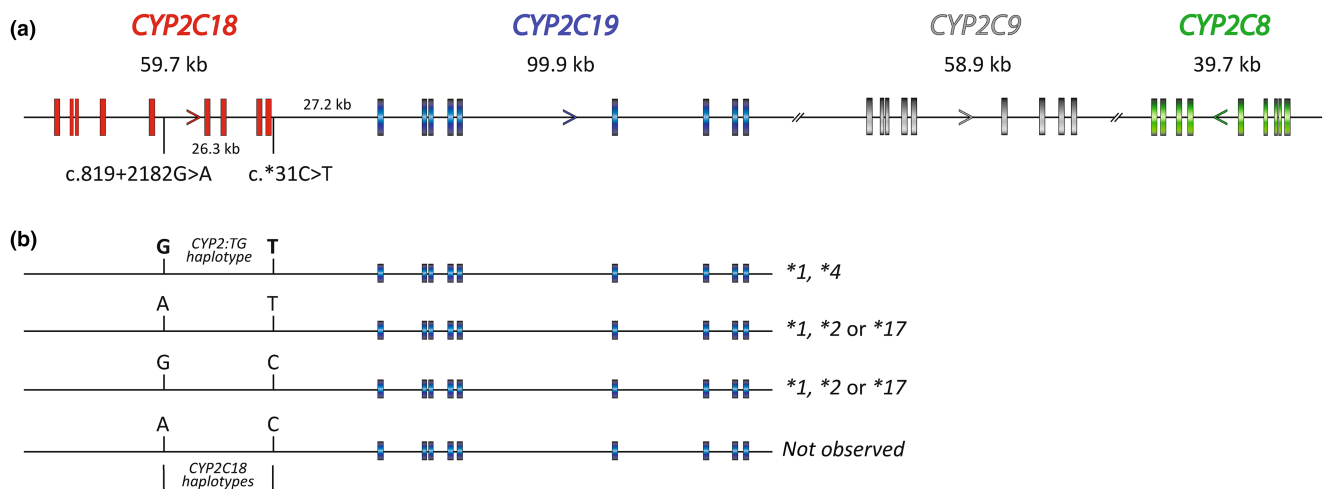 (a)
CYP2C18 CYP2C19 CYP2C9 CYP2C8
59.7 kb 99.9 kb 58.9 kb 39.7 kb
27.2 kb
26.3 kb
c.819+2182G>A c.*31C>T
(b)
G CYP2:TG haplotype T
*1, *4
A T
*1, *2 or *17
G C
*1, *2 or *17
A C
Not observed
CYP2C18
haplotypes